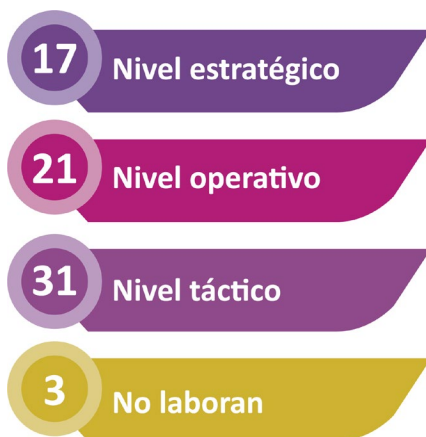 17 Nivel estratégico
21 Nivel operativo
31 Nivel táctico
3 No laboran